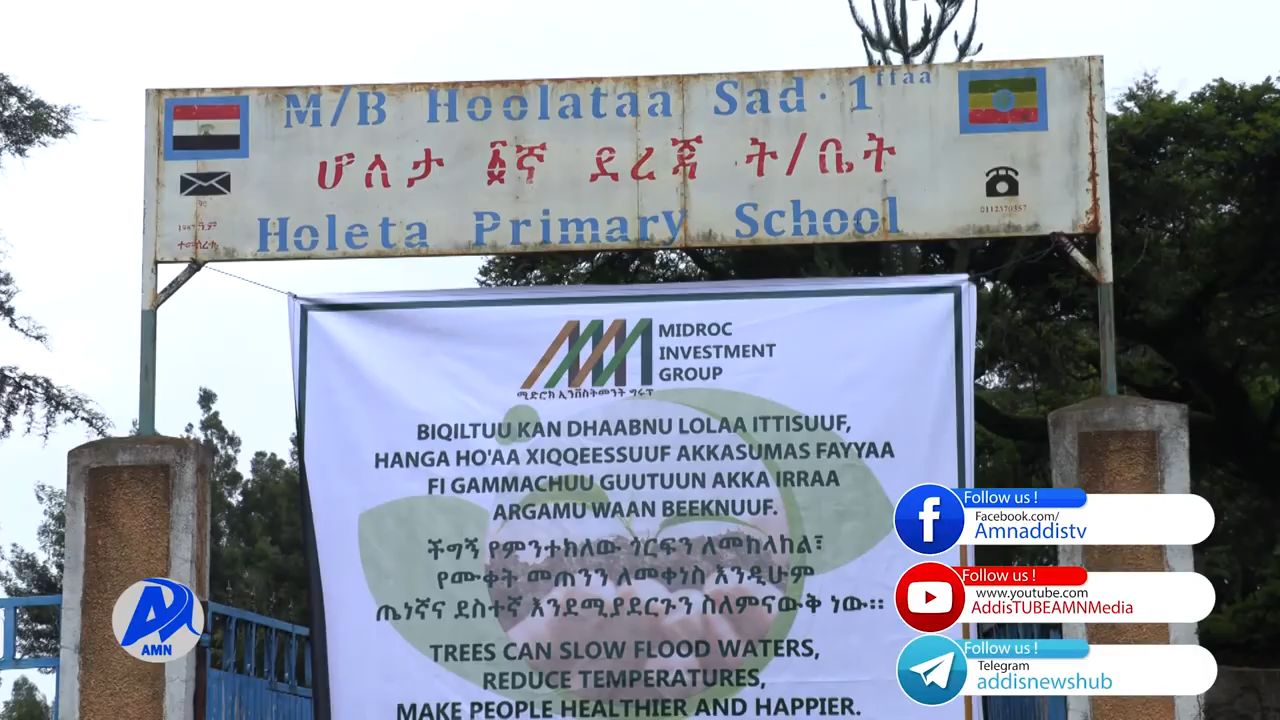 M/B Hoolataa Sad. 1ffaa
ሆለታ ፩ኛ ደረጃ ት/ቤት
Holeta Primary School
1987 ዓ.ም
ተመሰረተ
0112370357
MIDROC
INVESTMENT
GROUP
ሚድሮክ ኢንቨስትመንት ግሩፕ
BIQILTUU KAN DHAABNU LOLAA ITTISUUF,
HANGA HO'AA XIQQEESSUUF AKKASUMAS FAYYAA
FI GAMMACHUU GUUTUUN AKKA IRRAA
ARGAMU WAAN BEEKNUUF.
ችግኝ የምንተክለው ጎርፍን ለመከላከል፣
የሙቀት መጠንን ለመቀነስ እንዲሁም
ጤነኛና ደስተኛ እንደሚያደርጉን ስለምናውቅ ነው።
TREES CAN SLOW FLOOD WATERS,
REDUCE TEMPERATURES,
MAKE PEOPLE HEALTHIER AND HAPPIER.
AMN
Follow us !
Facebook.com/
Amnaddistv
Follow us !
www.youtube.com
AddisTUBEAMNMedia
Follow us !
Telegram
addisnewshub